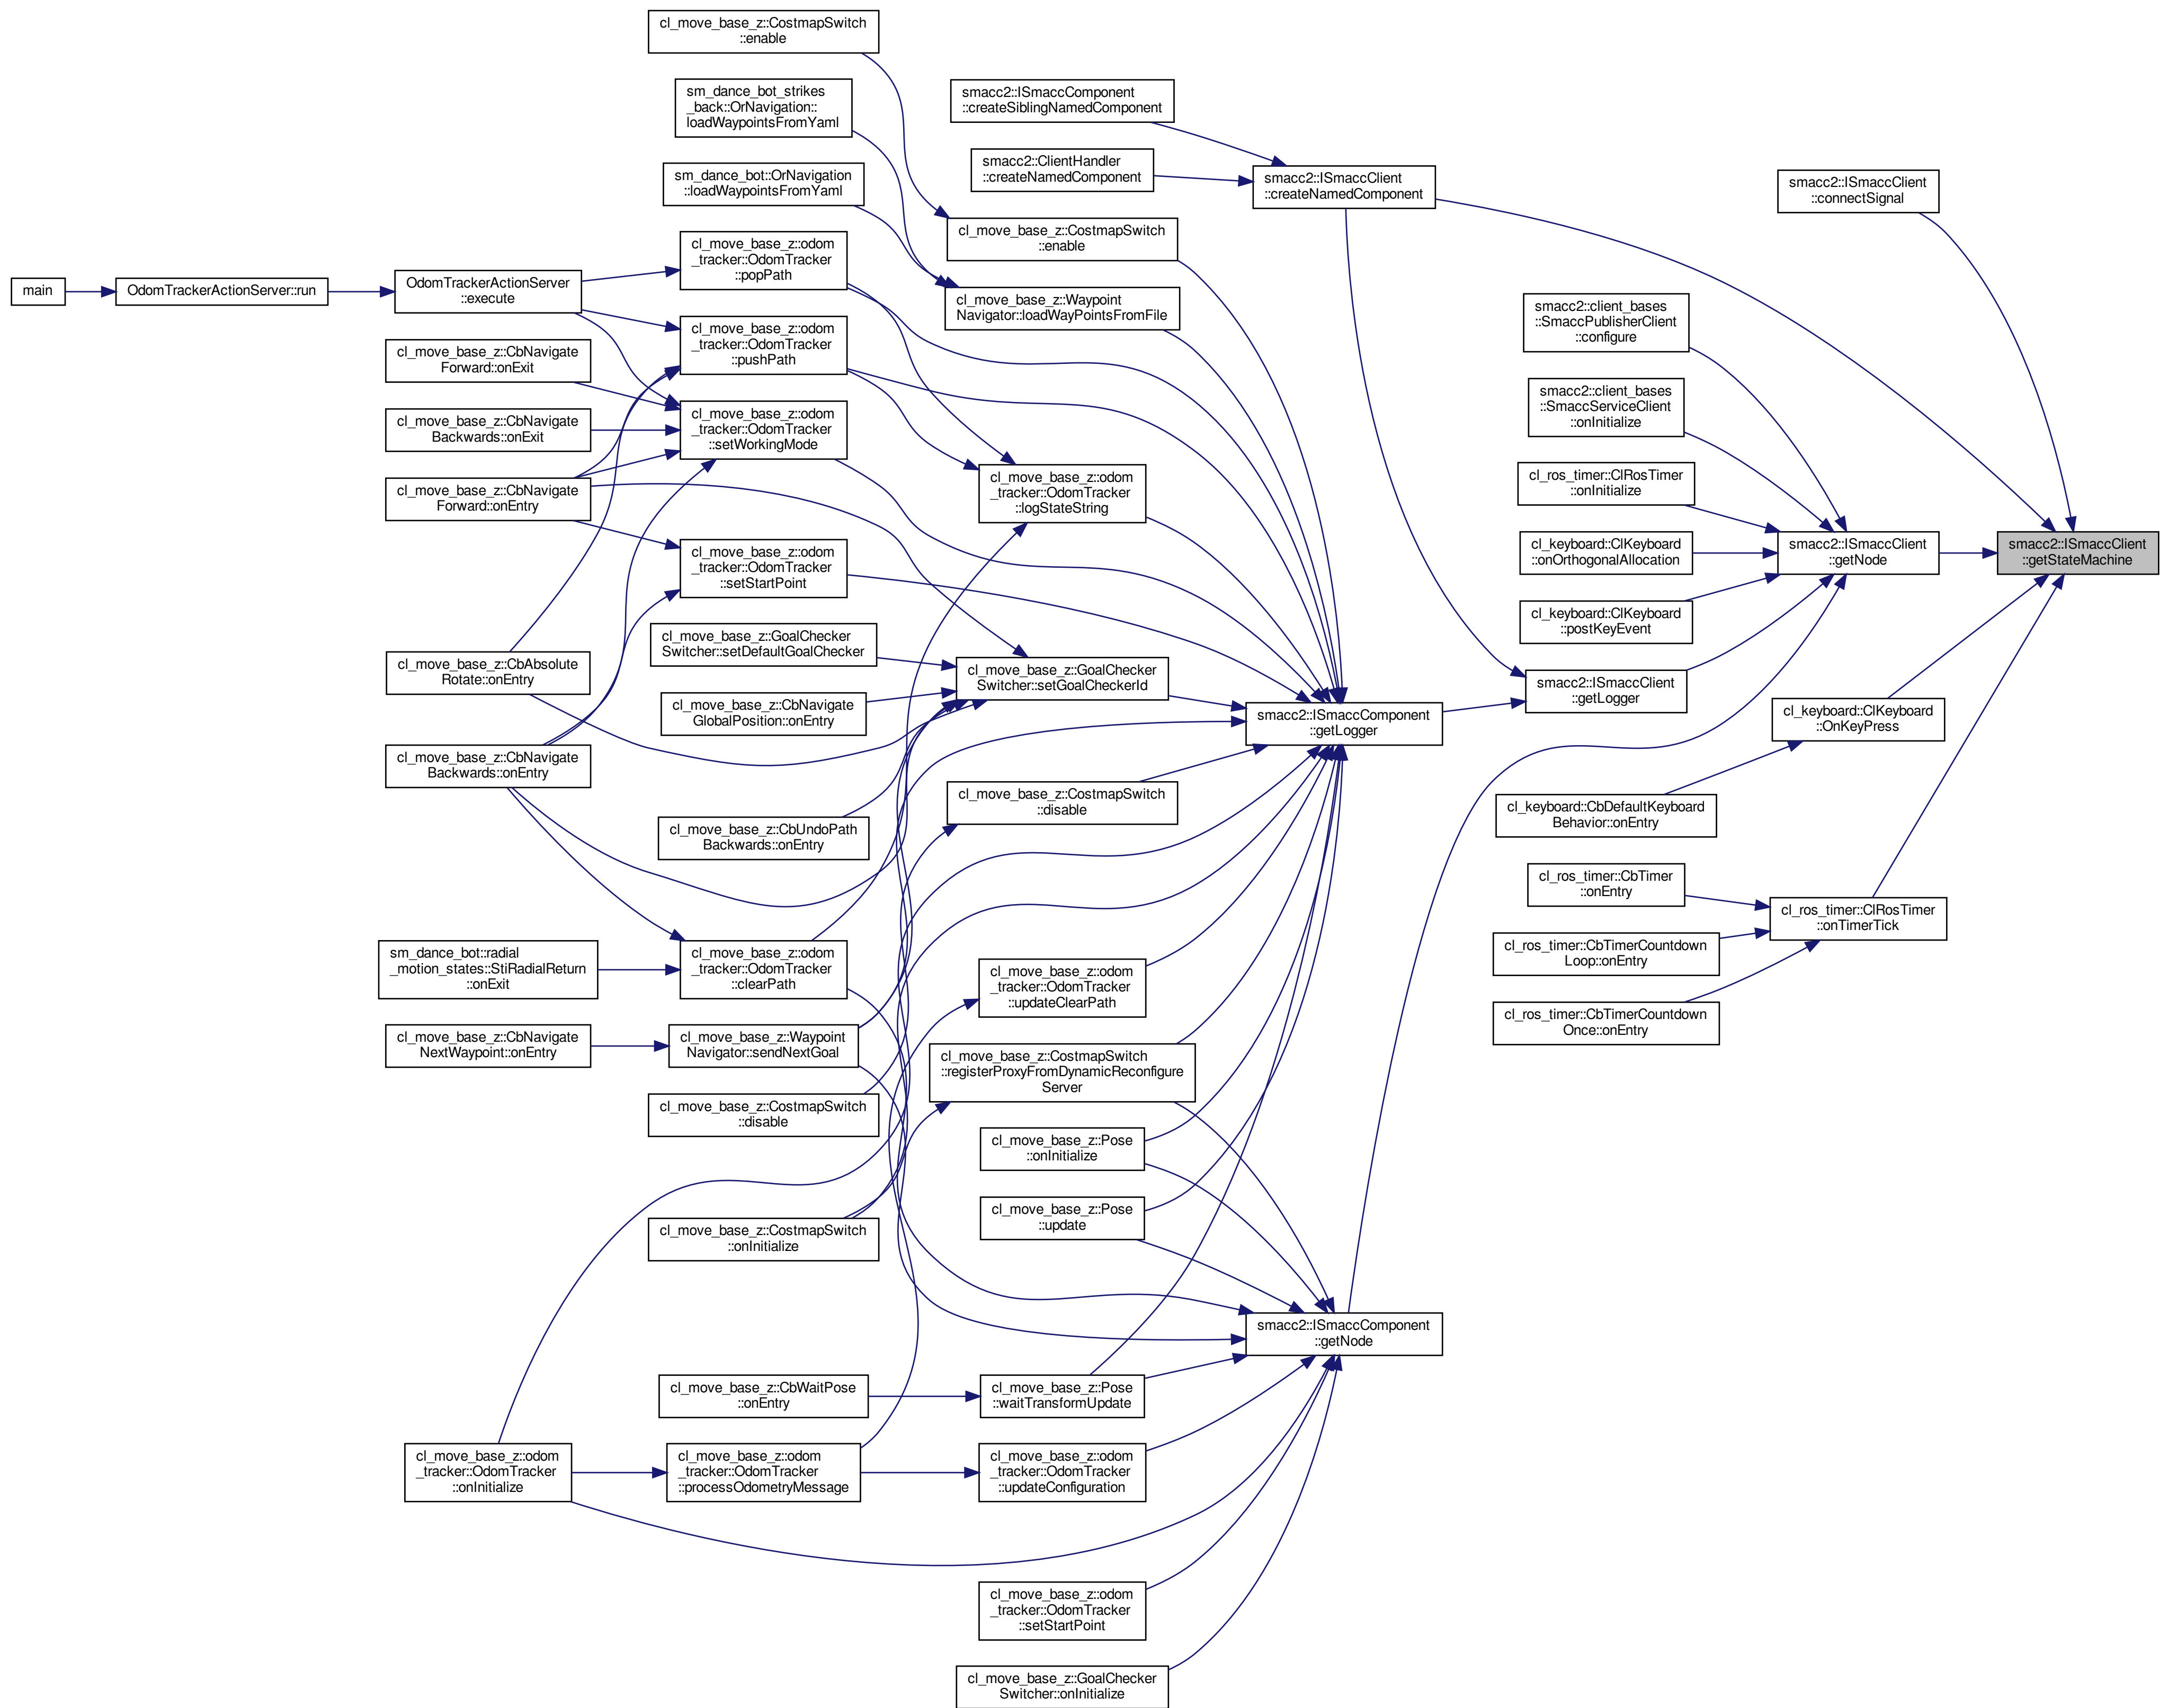 cl_move_base_z::CostmapSwitch
::enable
sm_dance_bot_strikes
_back::OrNavigation::
loadWaypointsFromYaml
smacc2::ISmaccComponent
::createSiblingNamedComponent
smacc2::ClientHandler
::createNamedComponent
smacc2::ISmaccClient
::createNamedComponent
smacc2::ISmaccClient
::connectSignal
sm_dance_bot::OrNavigation
::loadWaypointsFromYaml
cl_move_base_z::CostmapSwitch
::enable
cl_move_base_z::odom
_tracker::OdomTracker
::popPath
main
OdomTrackerActionServer::run
OdomTrackerActionServer
::execute
cl_move_base_z::Waypoint
Navigator::loadWayPointsFromFile
smacc2::client_bases
::SmaccPublisherClient
::configure
cl_move_base_z::odom
_tracker::OdomTracker
::pushPath
cl_move_base_z::CbNavigate
Forward::onExit
smacc2::client_bases
::SmaccServiceClient
::onInitialize
cl_move_base_z::CbNavigate
Backwards::onExit
cl_move_base_z::odom
_tracker::OdomTracker
::setWorkingMode
cl_move_base_z::CbNavigate
Forward::onEntry
cl_move_base_z::odom
_tracker::OdomTracker
::logStateString
cl_ros_timer::ClRosTimer
::onInitialize
cl_move_base_z::odom
_tracker::OdomTracker
::setStartPoint
cl_keyboard::ClKeyboard
::onOrthogonalAllocation
smacc2::ISmaccClient
::getNode
smacc2::ISmaccClient
::getStateMachine
cl_keyboard::ClKeyboard
::postKeyEvent
cl_move_base_z::GoalChecker
Switcher::setDefaultGoalChecker
cl_move_base_z::CbAbsolute
Rotate::onEntry
cl_move_base_z::GoalChecker
Switcher::setGoalCheckerId
smacc2::ISmaccClient
::getLogger
cl_move_base_z::CbNavigate
GlobalPosition::onEntry
smacc2::ISmaccComponent
::getLogger
cl_keyboard::ClKeyboard
::OnKeyPress
cl_move_base_z::CbNavigate
Backwards::onEntry
cl_move_base_z::CostmapSwitch
::disable
cl_keyboard::CbDefaultKeyboard
Behavior::onEntry
cl_move_base_z::CbUndoPath
Backwards::onEntry
cl_ros_timer::CbTimer
::onEntry
cl_ros_timer::ClRosTimer
::onTimerTick
cl_ros_timer::CbTimerCountdown
Loop::onEntry
cl_ros_timer::CbTimerCountdown
Once::onEntry
sm_dance_bot::radial
_motion_states::StiRadialReturn
::onExit
cl_move_base_z::odom
_tracker::OdomTracker
::clearPath
cl_move_base_z::odom
_tracker::OdomTracker
::updateClearPath
cl_move_base_z::CbNavigate
NextWaypoint::onEntry
cl_move_base_z::Waypoint
Navigator::sendNextGoal
cl_move_base_z::CostmapSwitch
::registerProxyFromDynamicReconfigure
Server
cl_move_base_z::CostmapSwitch
::disable
cl_move_base_z::Pose
::onInitialize
cl_move_base_z::Pose
::update
cl_move_base_z::CostmapSwitch
::onInitialize
smacc2::ISmaccComponent
::getNode
cl_move_base_z::CbWaitPose
::onEntry
cl_move_base_z::Pose
::waitTransformUpdate
cl_move_base_z::odom
_tracker::OdomTracker
::onInitialize
cl_move_base_z::odom
_tracker::OdomTracker
::processOdometryMessage
cl_move_base_z::odom
_tracker::OdomTracker
::updateConfiguration
cl_move_base_z::odom
_tracker::OdomTracker
::setStartPoint
cl_move_base_z::GoalChecker
Switcher::onInitialize